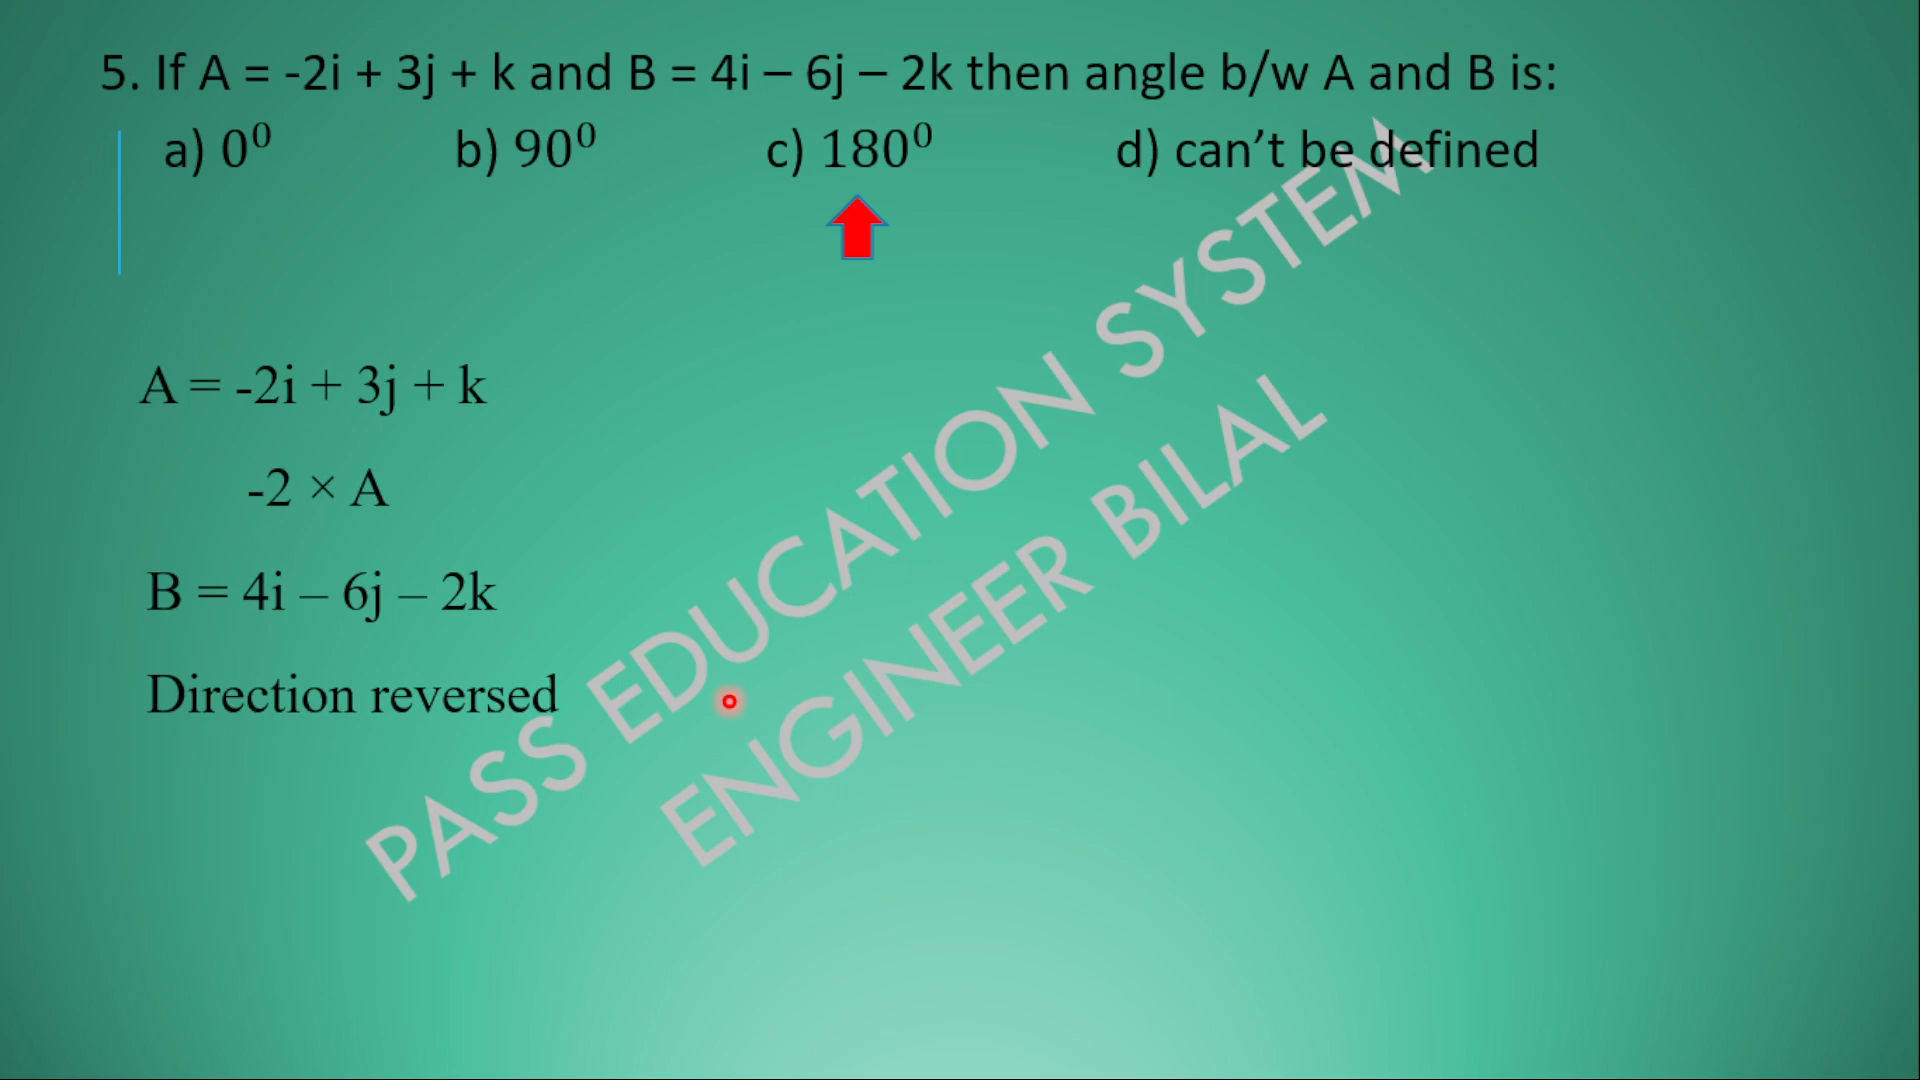 5. If A = -2i + 3j + k and B = 4i – 6j – 2k then angle b/w A and B is:
a) 0⁰ b) 90⁰ c) 180⁰ d) can’t be defined
A = -2i + 3j + k
-2 × A
B = 4i – 6j – 2k
Direction reversed
PASS EDUCATION SYSTEM
ENGINEER BILAL